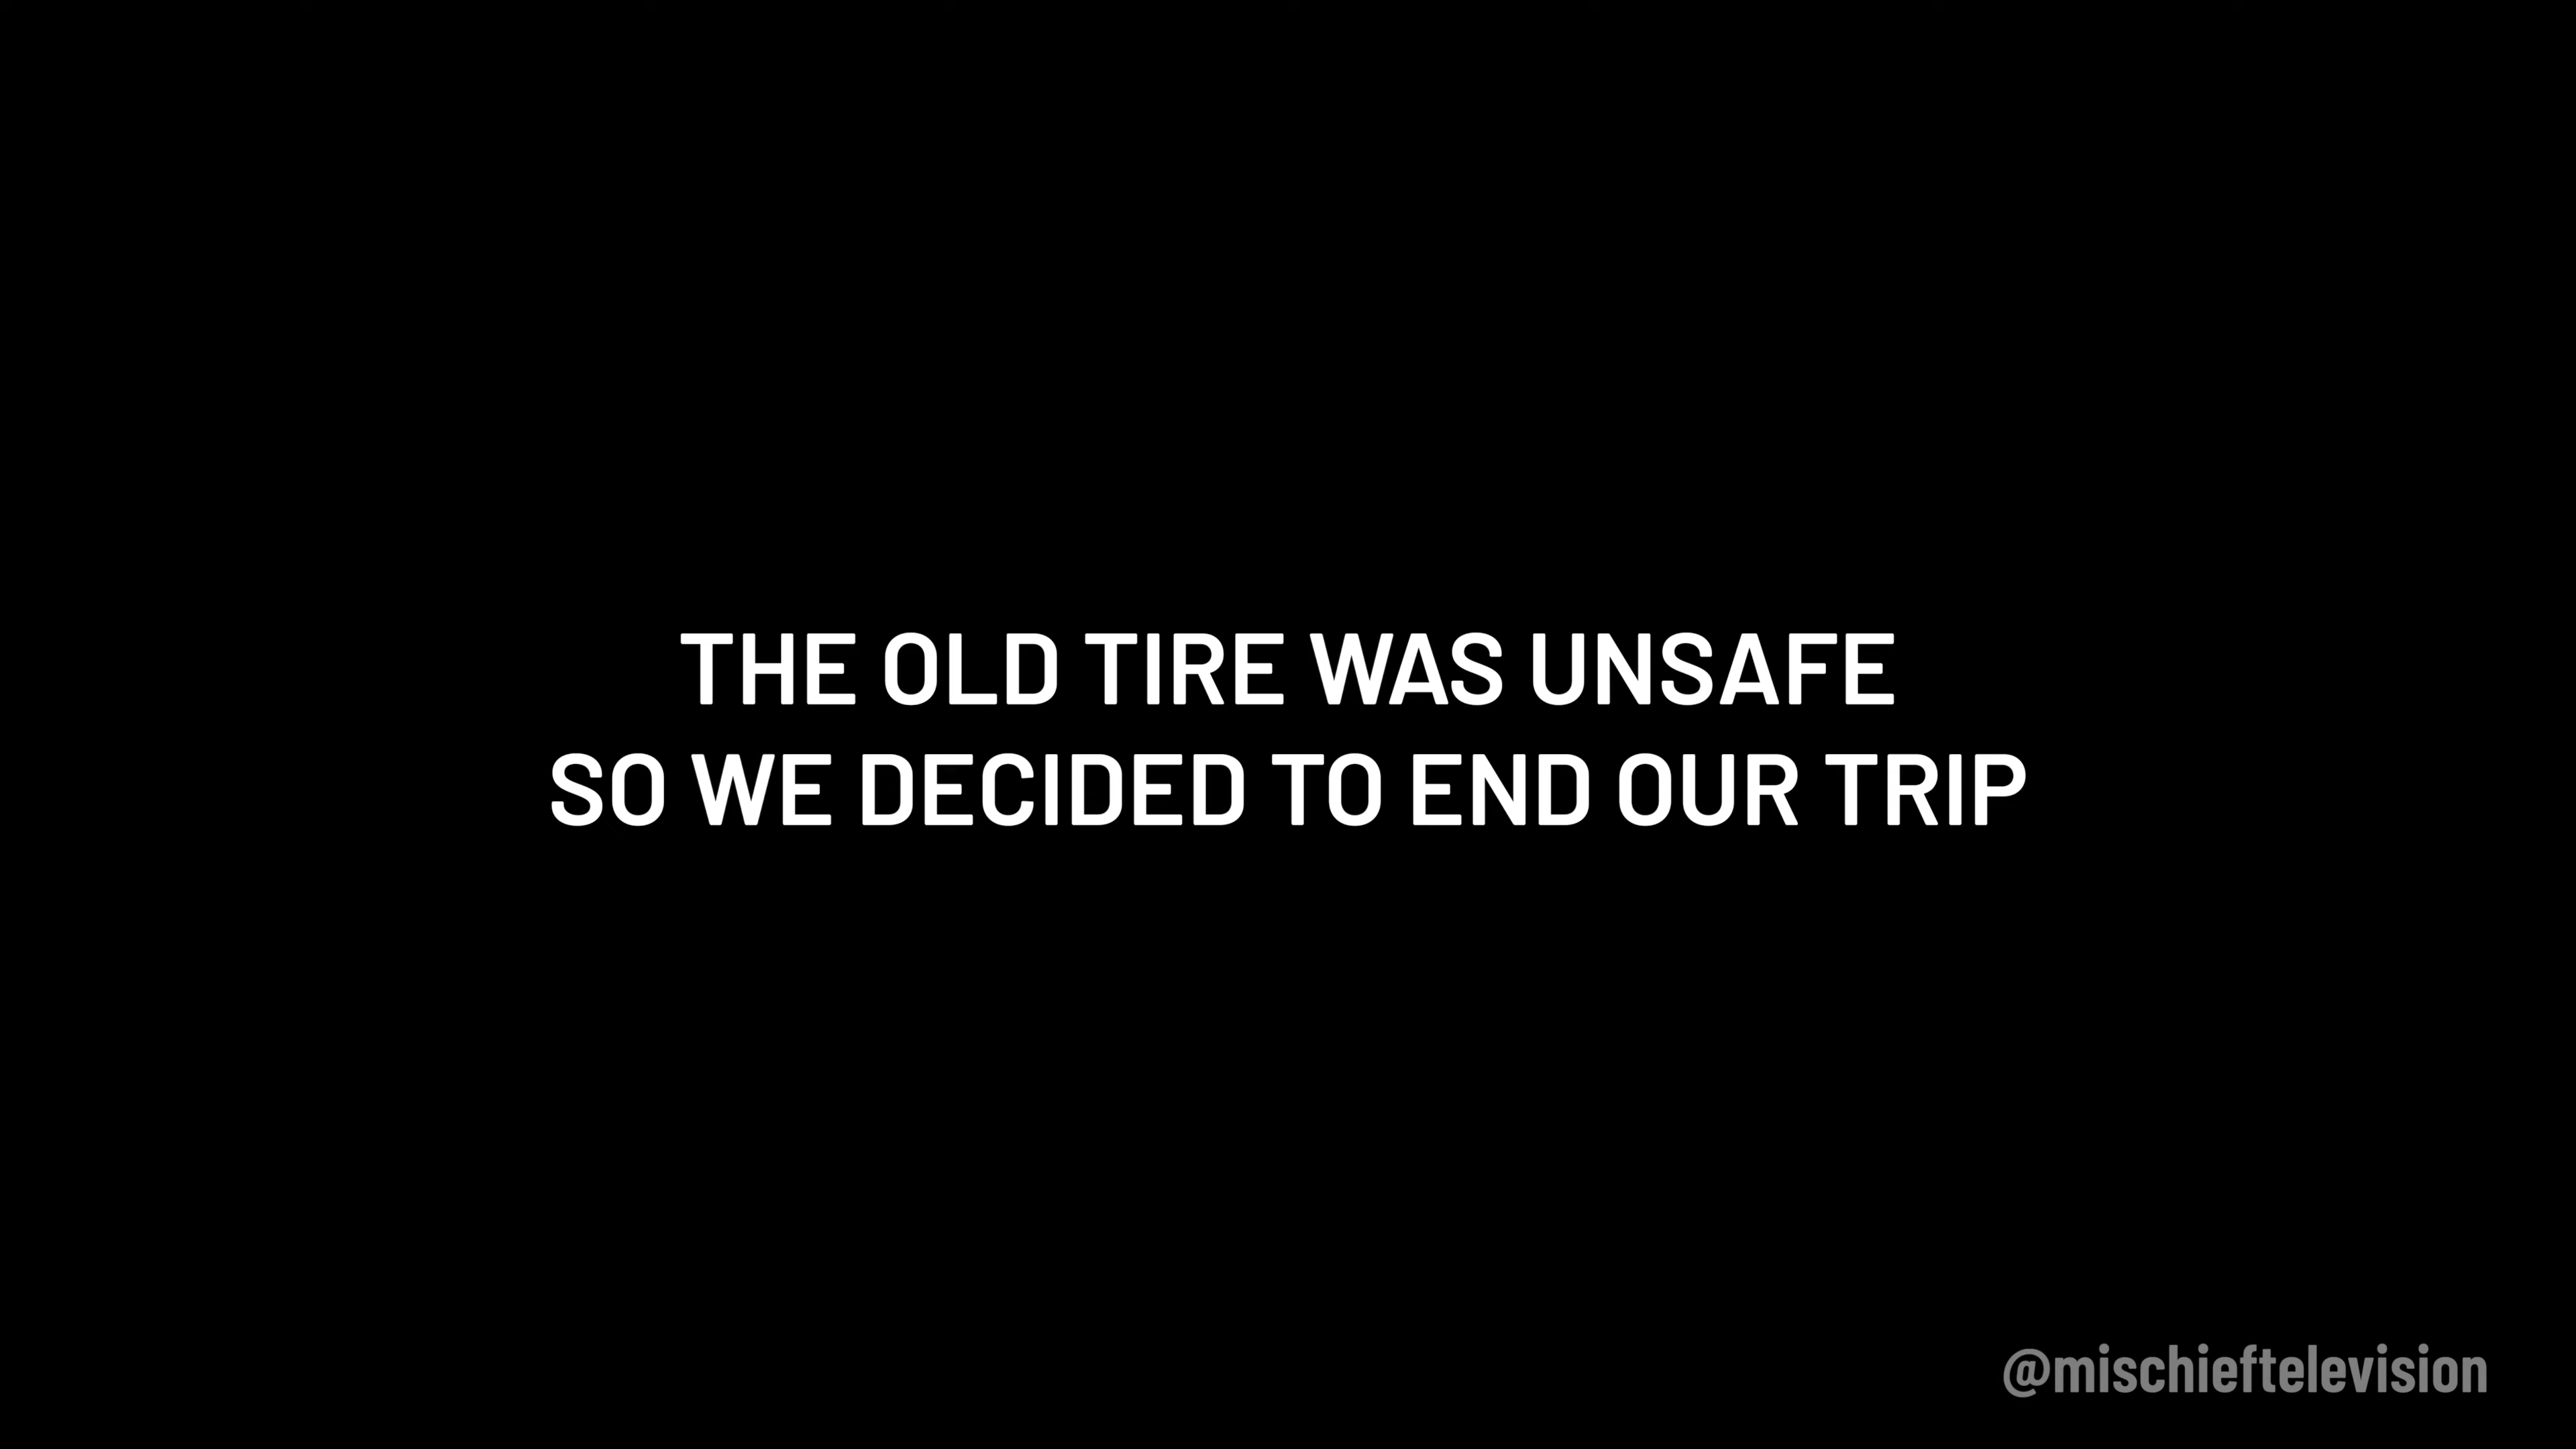 THE OLD TIRE WAS UNSAFE
SO WE DECIDED TO END OUR TRIP
@mischieftelevision